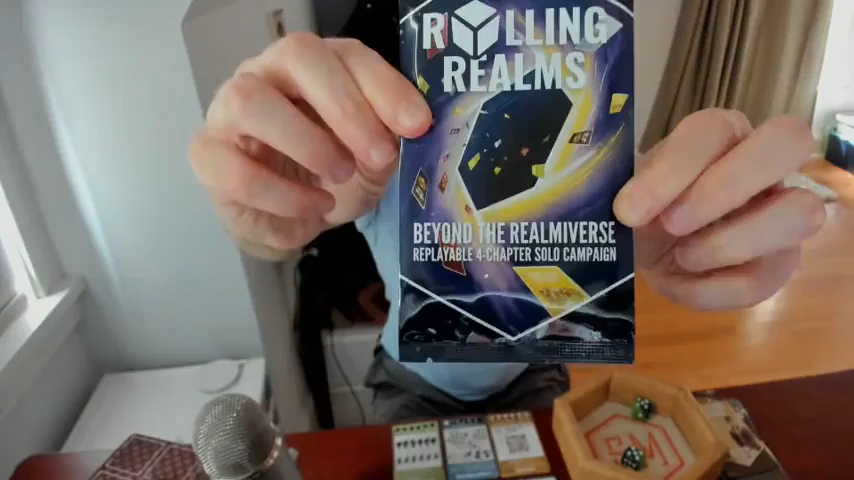 ROLLING
REALMS
BEYOND THE REALMIVERSE
REPLAYABLE 4-CHAPTER SOLO CAMPAIGN